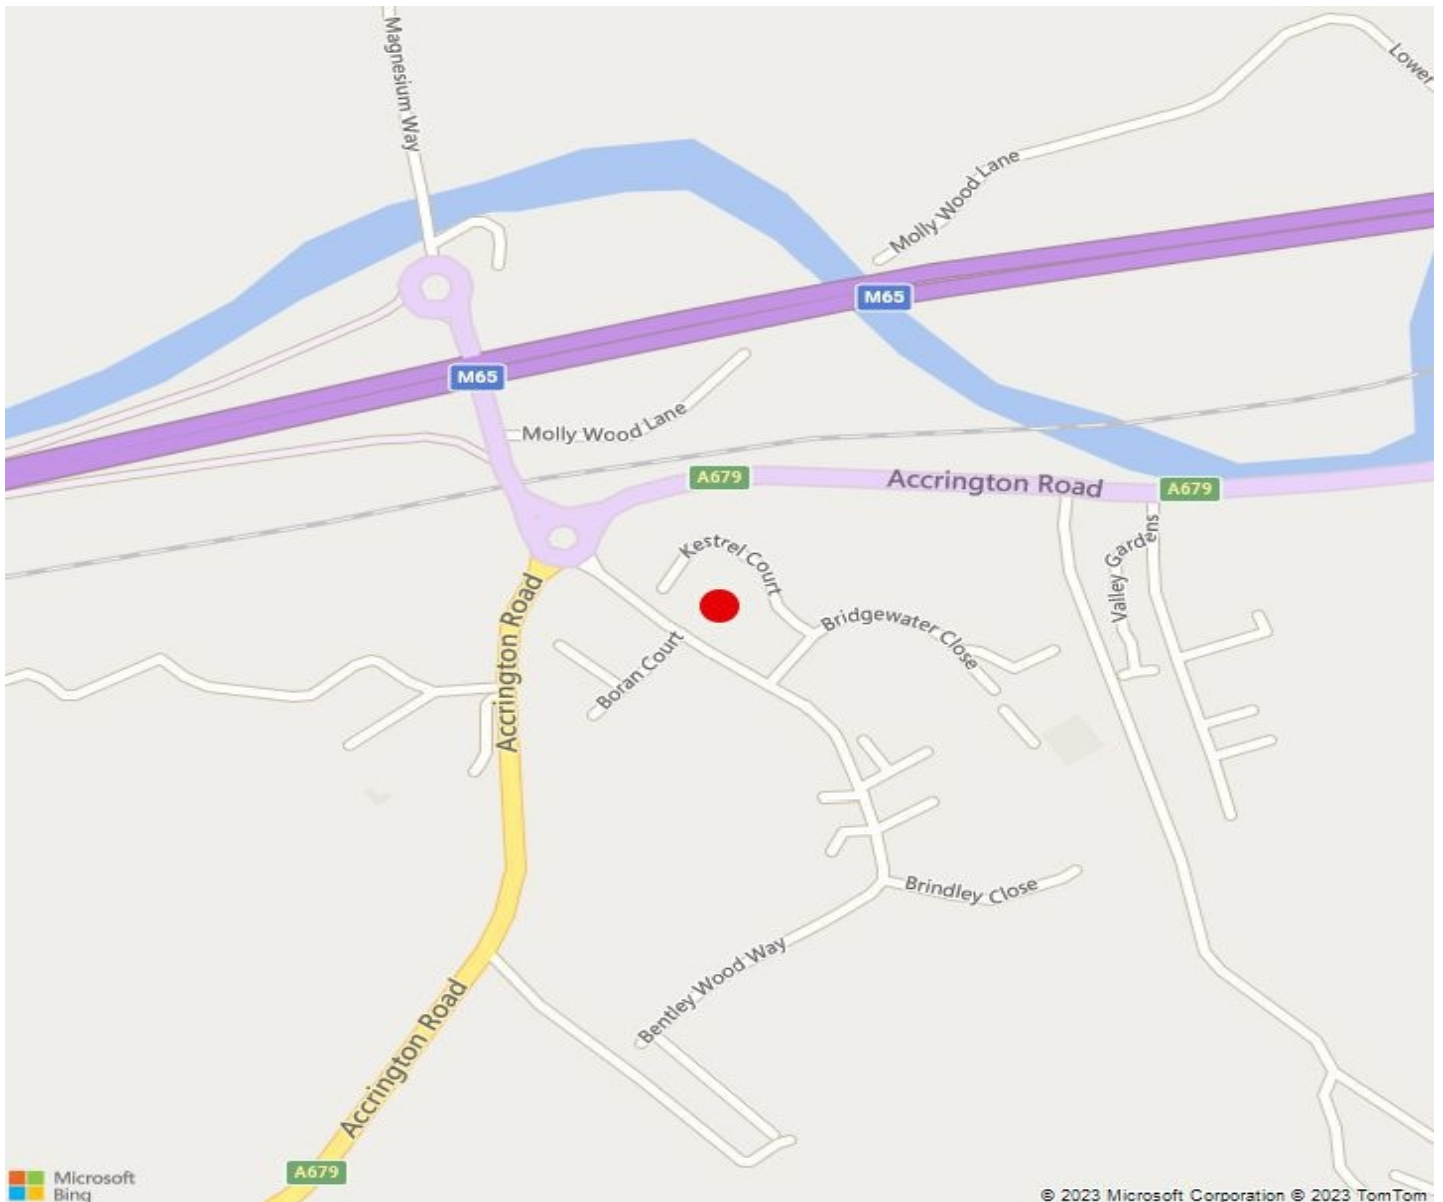 Magnesium Way
Lower
Molly Wood Lane
M65
M65
Molly Wood Lane
A679
Accrington Road
A679
Kestrel Court
Valley Gardens
Accrington Road
Bridgewater Close
Boran Court
Brindley Close
Bentley Wood Way
Accrington Road
A679
Microsoft
Bing
© 2023 Microsoft Corporation © 2023 TomTom